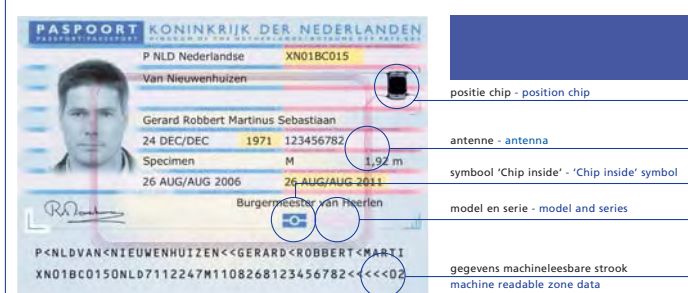 PASPOORT KONINKRIJK DER NEDERLANDEN
P NLD Nederlandse XN01BC015
Van Nieuwenhuizen
Gerard Robbert Martinus Sebastiaan
24 DEC/DEC 1971 123456782
Specimen M 1,92 m
26 AUG/AUG 2006 26 AUG/AUG 2011
Burgermeester van Heerlen
P<NLDVAN<NIEUWENHUIZEN<<GERARD<ROBBERT<MARTI
XN01BC0150NLD7112247M1108268123456782<<<<<02
positie chip - position chip
antenne - antenna
symbool ‘Chip inside’ - ‘Chip inside’ symbol
model en serie - model and series
gegevens machineleesbare strook
machine readable zone data